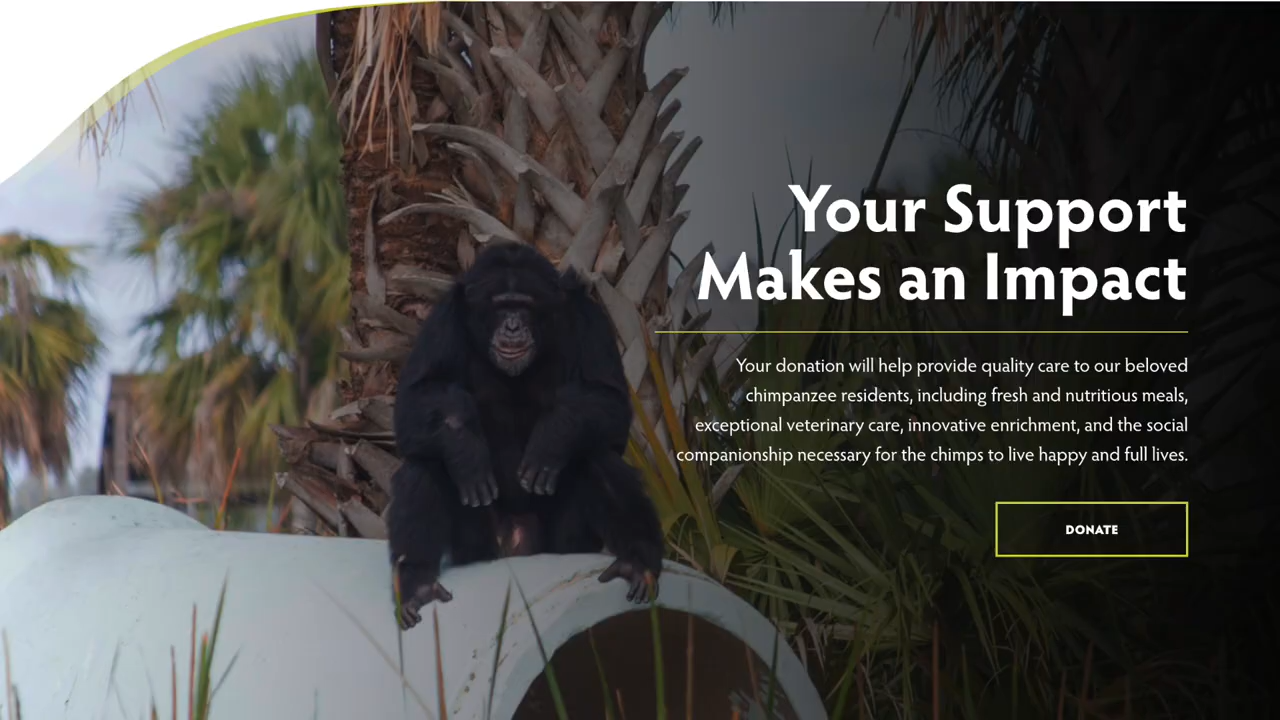 Your Support
Makes an Impact
Your donation will help provide quality care to our beloved
chimpanzee residents, including fresh and nutritious meals,
exceptional veterinary care, innovative enrichment, and the social
companionship necessary for the chimps to live happy and full lives.
DONATE